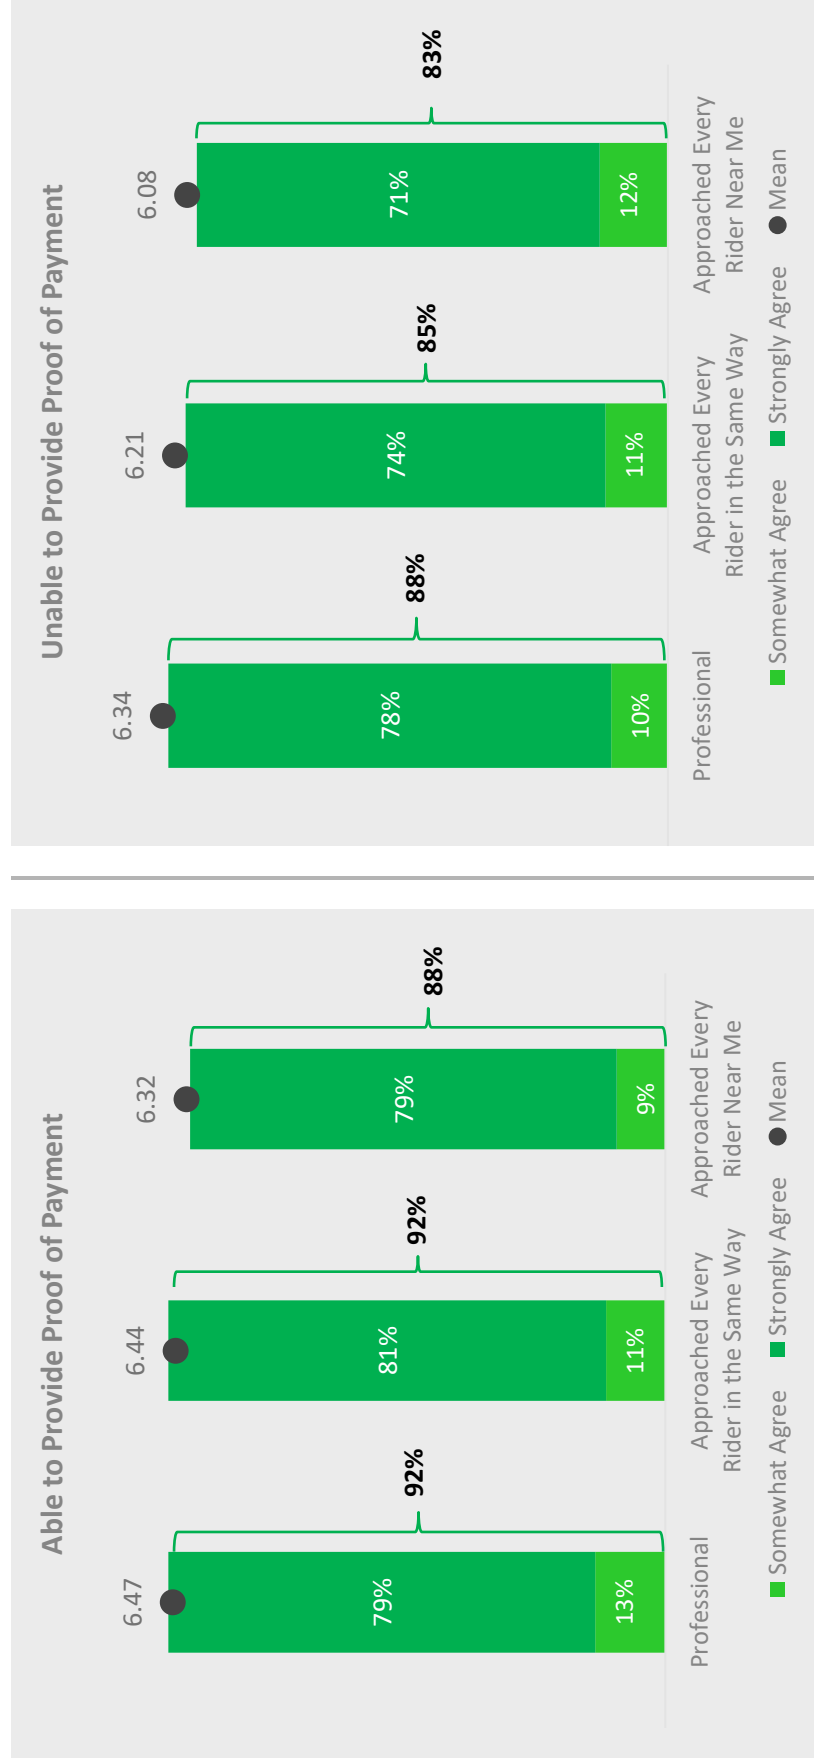 Able to Provide Proof of Payment
6.47
6.44
6.32
92%
92%
88%
79%
81%
79%
13%
11%
9%
Professional
Approached Every
Rider in the Same Way
Approached Every
Rider Near Me
Somewhat Agree
Strongly Agree
Mean
Unable to Provide Proof of Payment
6.34
6.21
6.08
88%
85%
83%
78%
74%
71%
10%
11%
12%
Professional
Approached Every
Rider in the Same Way
Approached Every
Rider Near Me
Somewhat Agree
Strongly Agree
Mean